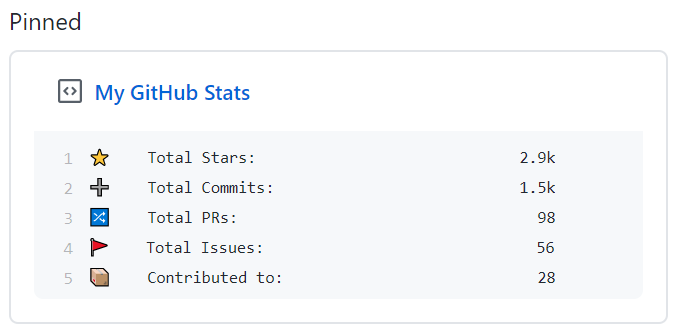 Pinned
My GitHub Stats
1 ⭐ Total Stars: 2.9k
2 ➕ Total Commits: 1.5k
3 🔀 Total PRs: 98
4 🚩 Total Issues: 56
5 📦 Contributed to: 28